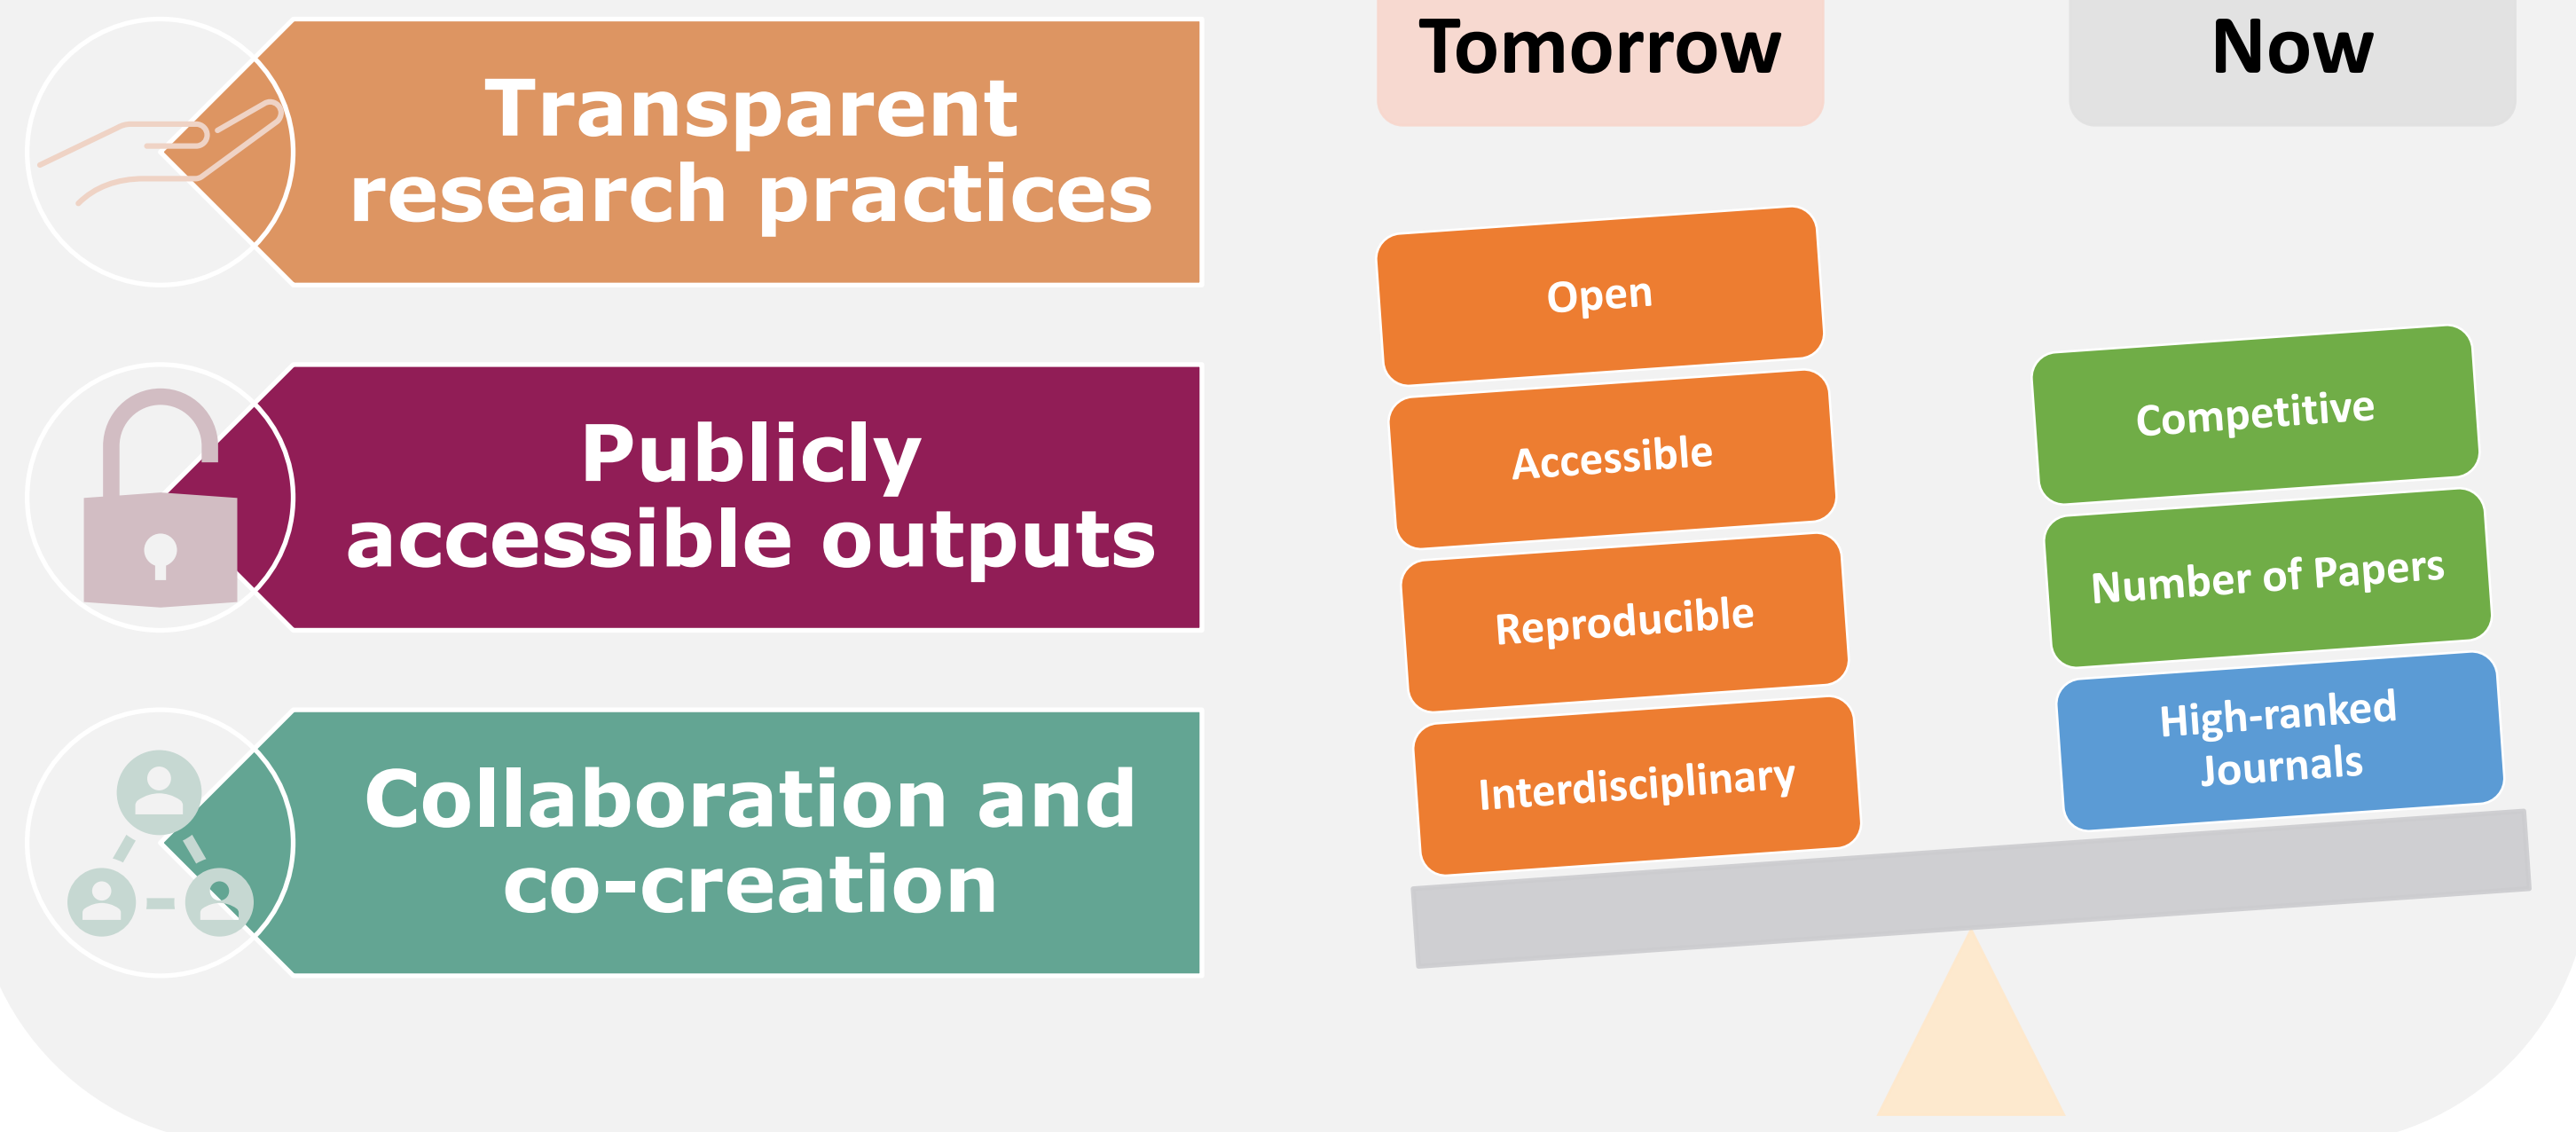 Transparent
research practices
Publicly
accessible outputs
Collaboration and
co-creation
Tomorrow
Open
Accessible
Reproducible
Interdisciplinary
Now
Competitive
Number of Papers
High-ranked
Journals